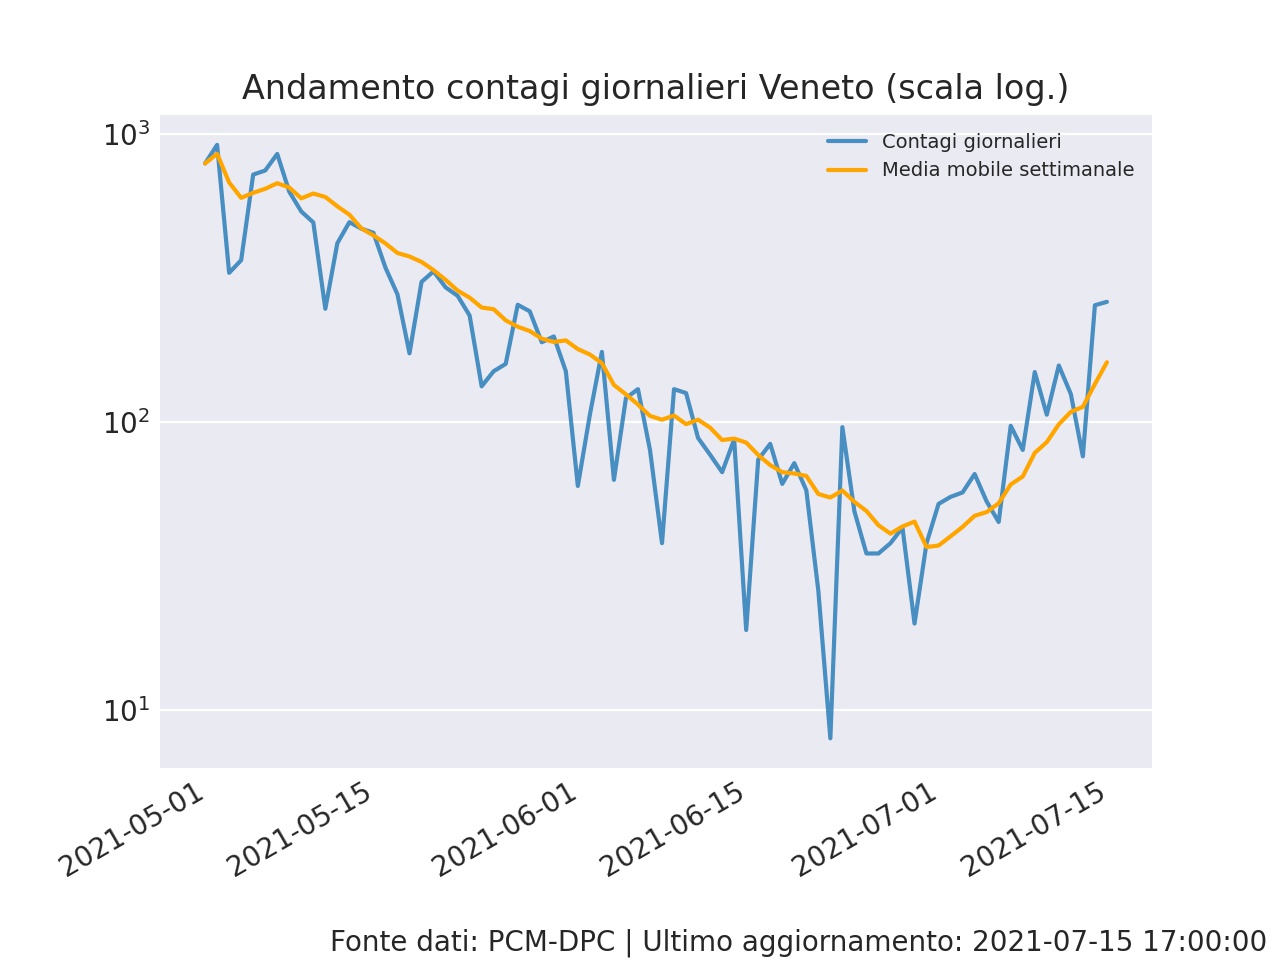 Andamento contagi giornalieri Veneto (scala log.)
10³
10²
10¹
Contagi giornalieri
Media mobile settimanale
2021-05-01
2021-05-15
2021-06-01
2021-06-15
2021-07-01
2021-07-15
Fonte dati: PCM-DPC | Ultimo aggiornamento: 2021-07-15 17:00:00